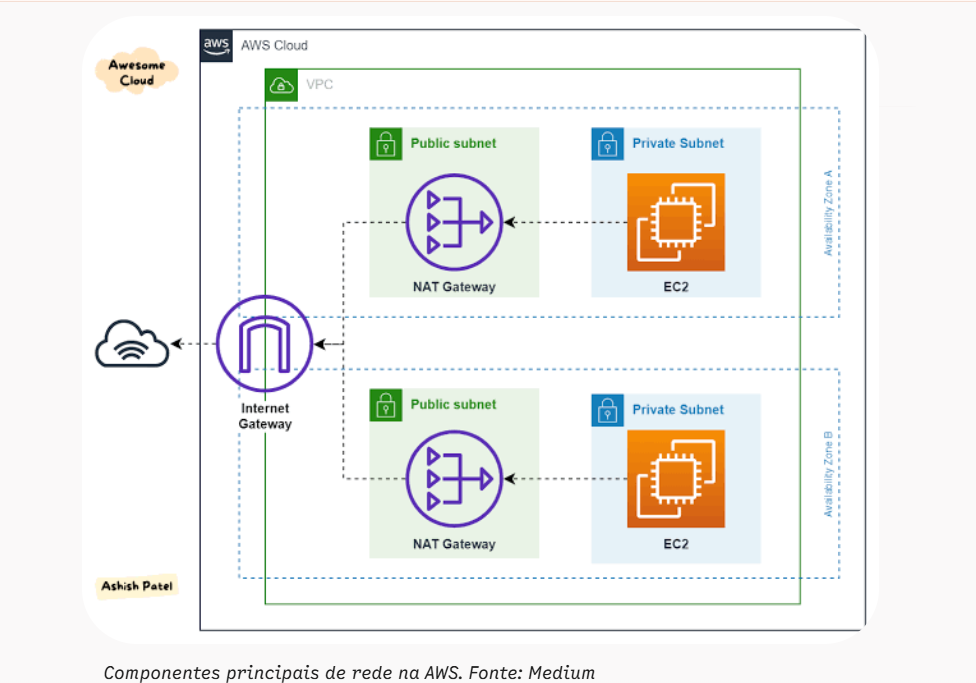 aws
AWS Cloud
Awesome
Cloud
VPC
Public subnet
Private Subnet
Availability Zone A
NAT Gateway
EC2
Internet
Gateway
Public subnet
Private Subnet
Availability Zone B
NAT Gateway
EC2
Ashish Patel
Componentes principais de rede na AWS. Fonte: Medium